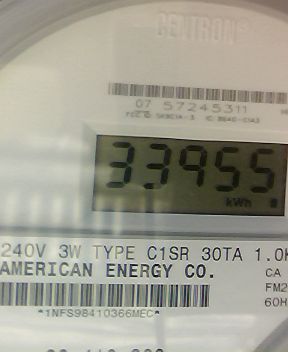 CENTRON®
07 57245311
33955
kWh
240V 3W TYPE C1SR 30TA 1.0K
AMERICAN ENERGY CO.
CA
FM2
60H
*1NFS98410366MEC*